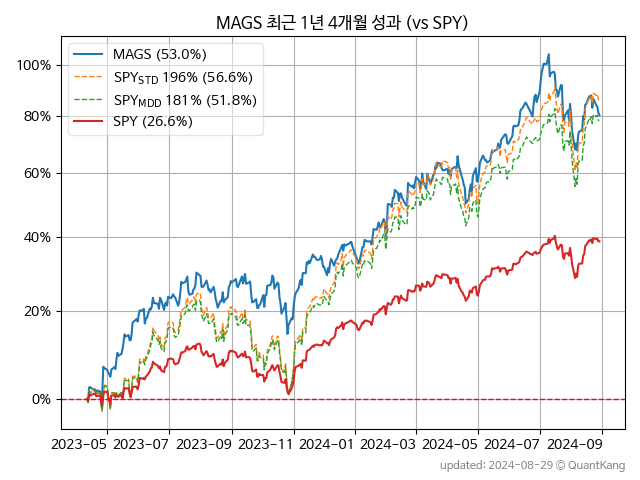 MAGS 최근 1년 4개월 성과 (vs SPY)
MAGS (53.0%)
SPY_STD 196% (56.6%)
SPY_MDD 181% (51.8%)
SPY (26.6%)
100%
80%
60%
40%
20%
0%
2023-05 2023-07 2023-09 2023-11 2024-01 2024-03 2024-05 2024-07 2024-09
updated: 2024-08-29 © QuantKang